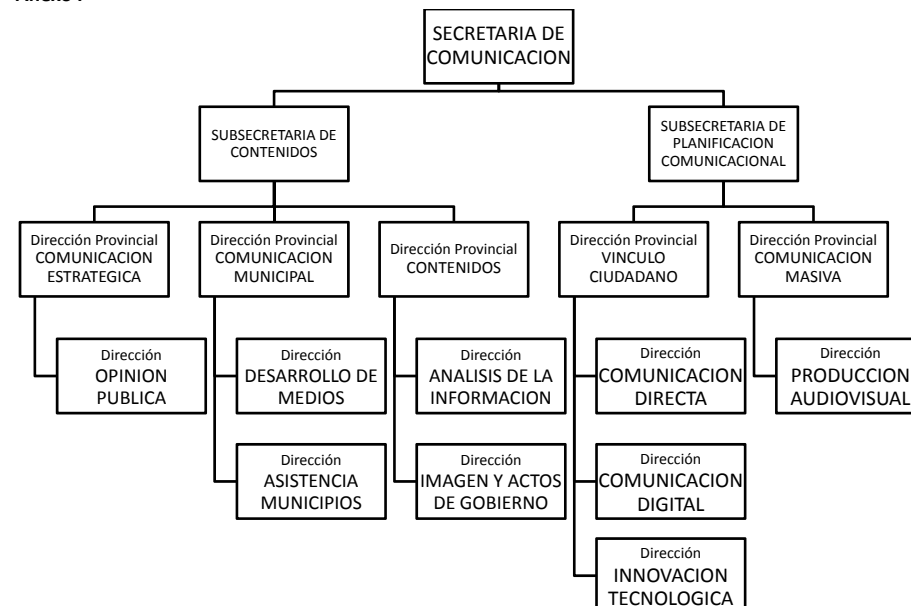 SECRETARIA DE
COMUNICACION
SUBSECRETARIA DE
CONTENIDOS
SUBSECRETARIA DE
PLANIFICACION
COMUNICACIONAL
Dirección Provincial
COMUNICACION
ESTRATEGICA
Dirección Provincial
COMUNICACION
MUNICIPAL
Dirección Provincial
CONTENIDOS
Dirección Provincial
VINCULO
CIUDADANO
Dirección Provincial
COMUNICACION
MASIVA
Dirección
OPINION
PUBLICA
Dirección
DESARROLLO DE
MEDIOS
Dirección
ANALISIS DE LA
INFORMACION
Dirección
COMUNICACION
DIRECTA
Dirección
PRODUCCION
AUDIOVISUAL
Dirección
ASISTENCIA
MUNICIPIOS
Dirección
IMAGEN Y ACTOS
DE GOBIERNO
Dirección
COMUNICACION
DIGITAL
Dirección
INNOVACION
TECNOLOGICA